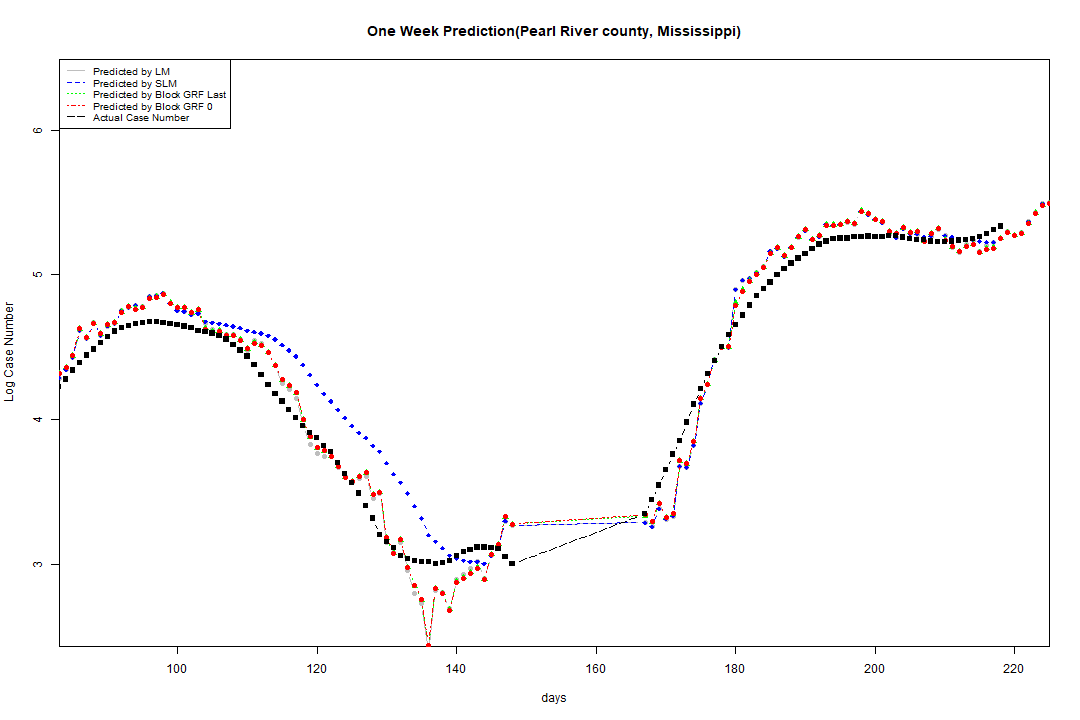 One Week Prediction(Pearl River county, Mississippi)
Predicted by LM
Predicted by SLM
Predicted by Block GRF Last
Predicted by Block GRF 0
Actual Case Number
6
5
4
3
Log Case Number
100 120 140 160 180 200 220
days